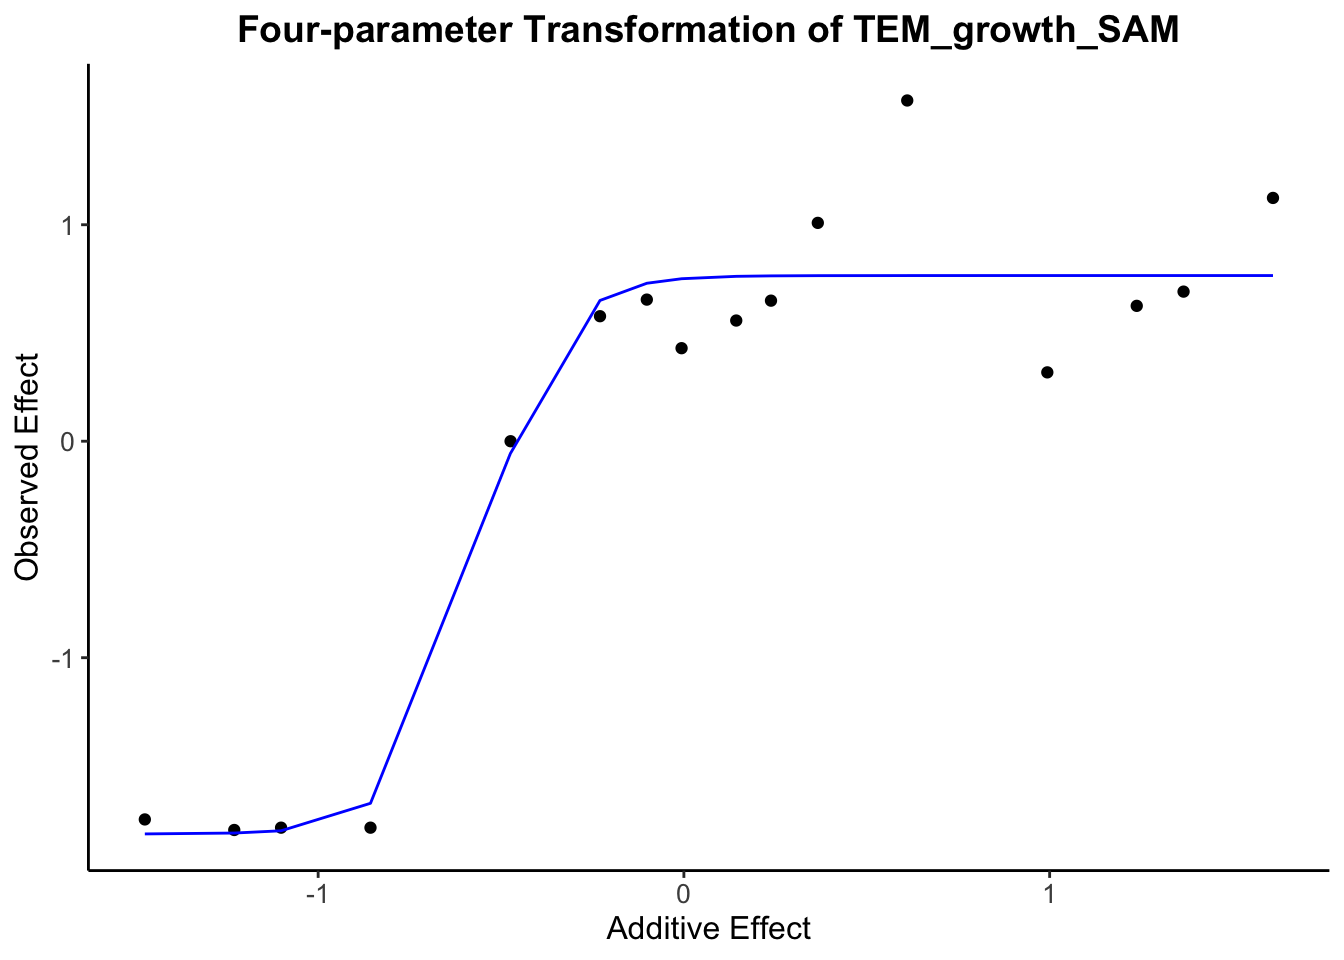 Four-parameter Transformation of TEM_growth_SAM
Observed Effect
1
0
-1
-1
0
1
Additive Effect